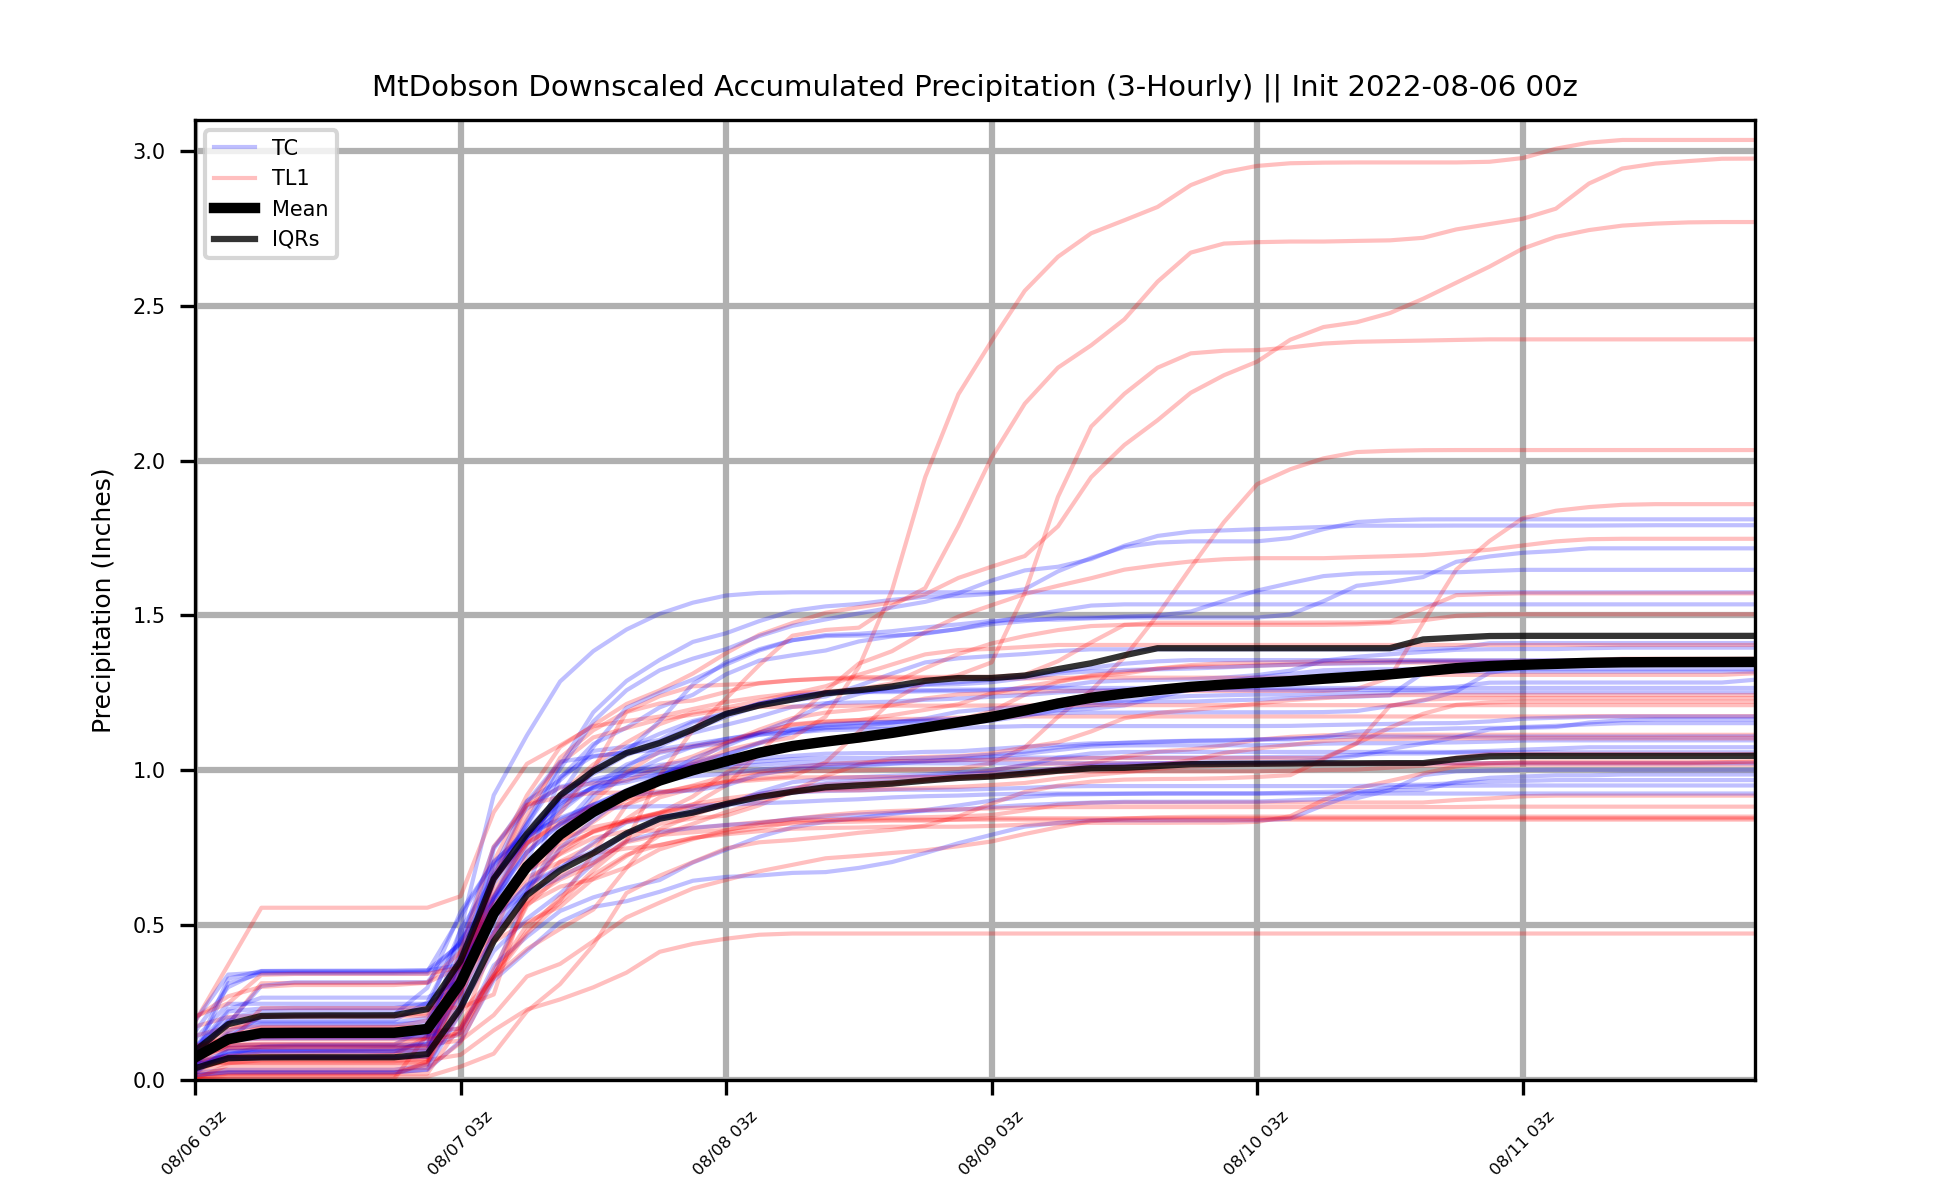 MtDobson Downscaled Accumulated Precipitation (3-Hourly) || Init 2022-08-06 00z
TC
TL1
Mean
IQRs
Precipitation (Inches)
3.0
2.5
2.0
1.5
1.0
0.5
0.0
08/06 03z
08/07 03z
08/08 03z
08/09 03z
08/10 03z
08/11 03z